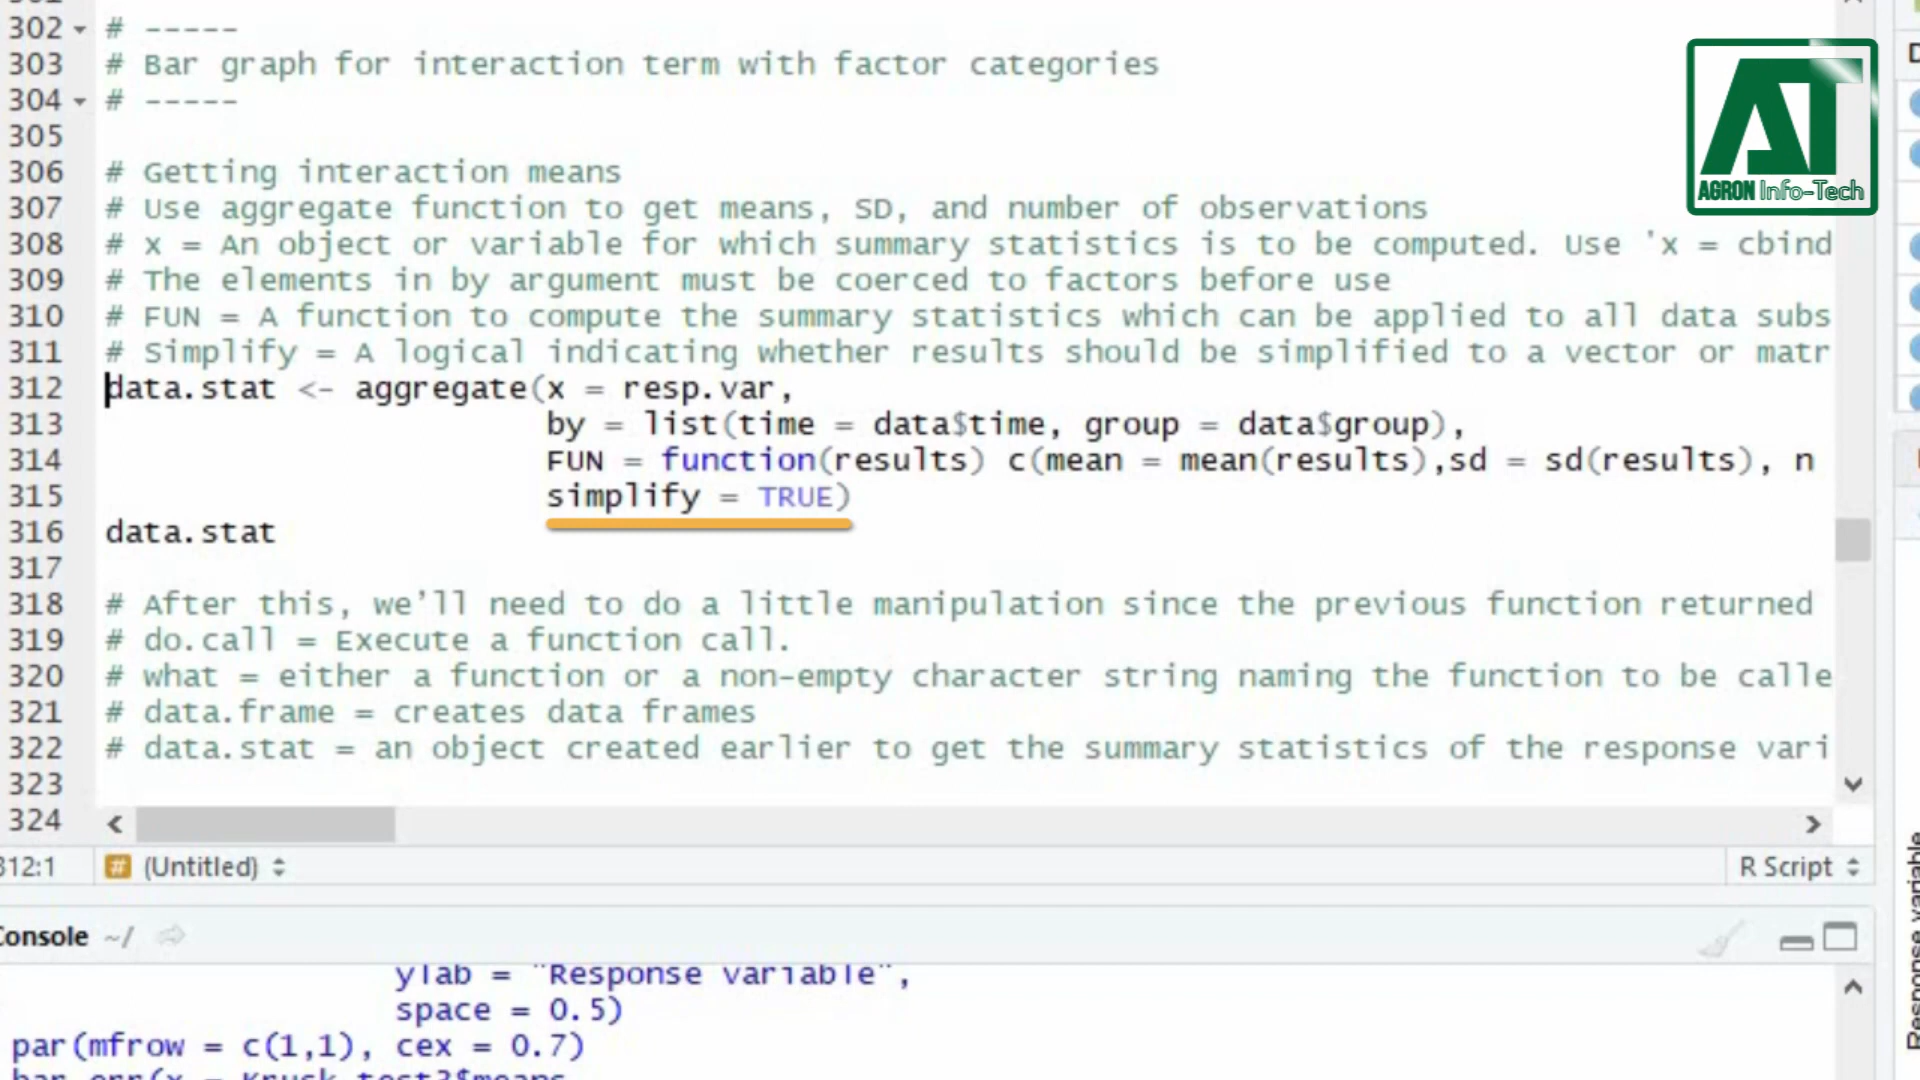 302 # -----
303 # Bar graph for interaction term with factor categories
304 # -----
305
306 # Getting interaction means
307 # Use aggregate function to get means, SD, and number of observations
308 # x = An object or variable for which summary statistics is to be computed. Use 'x = cbind
309 # The elements in by argument must be coerced to factors before use
310 # FUN = A function to compute the summary statistics which can be applied to all data subs
311 # Simplify = A logical indicating whether results should be simplified to a vector or matr
312 data.stat <- aggregate(x = resp.var,
313 by = list(time = data$time, group = data$group),
314 FUN = function(results) c(mean = mean(results),sd = sd(results), n
315 simplify = TRUE)
316 data.stat
317
318 # After this, we'll need to do a little manipulation since the previous function returned
319 # do.call = Execute a function call.
320 # what = either a function or a non-empty character string naming the function to be calle
321 # data.frame = creates data frames
322 # data.stat = an object created earlier to get the summary statistics of the response vari
323
324
312:1 (Untitled) R Script
Console ~/
ylab = "Response variable",
space = 0.5)
par(mfrow = c(1,1), cex = 0.7)
AT
AGRON Info-Tech
Response variable